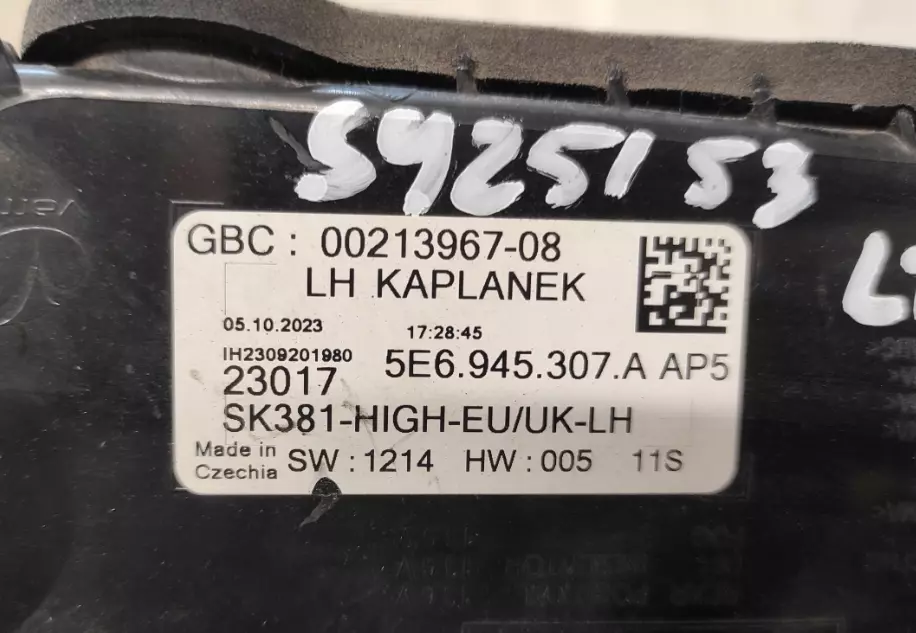 5425153
GBC : 00213967-08
LH KAPLANEK
05.10.2023 17:28:45
IH2309201980
5E6.945.307.A AP5
23017
SK381-HIGH-EU/UK-LH
Made in
Czechia
SW : 1214 HW : 005 11S